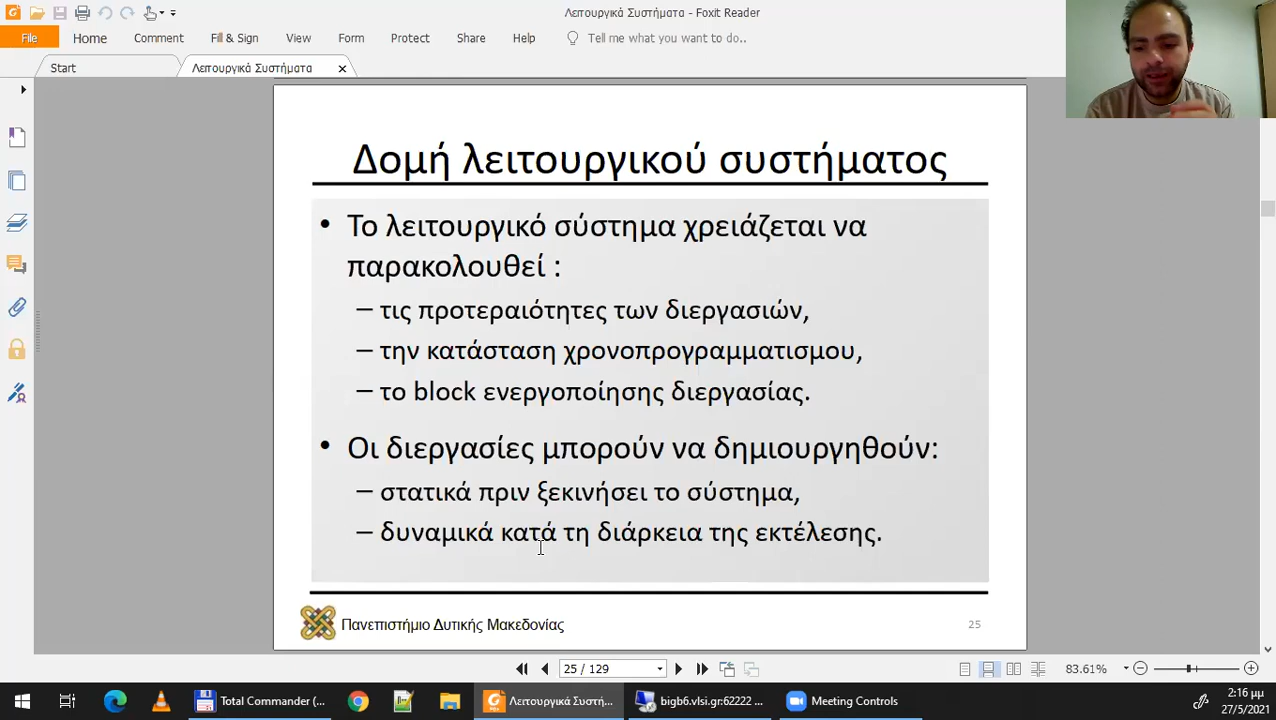 Λειτουργικά Συστήματα - Foxit Reader
File Home Comment Fill & Sign View Form Protect Share Help Tell me what you want to do..
Start Λειτουργικά Συστήματα
Δομή λειτουργικού συστήματος
• Το λειτουργικό σύστημα χρειάζεται να
παρακολουθεί :
– τις προτεραιότητες των διεργασιών,
– την κατάσταση χρονοπρογραμματισμου,
– το block ενεργοποίησης διεργασίας.
• Οι διεργασίες μπορούν να δημιουργηθούν:
– στατικά πριν ξεκινήσει το σύστημα,
– δυναμικά κατά τη διάρκεια της εκτέλεσης.
Πανεπιστήμιο Δυτικής Μακεδονίας 25
25 / 129 83.61%
Total Commander (... Λειτουργικά Συστή... bigb6.vlsi.gr:62222 ... Meeting Controls 2:16 μμ
27/5/2021